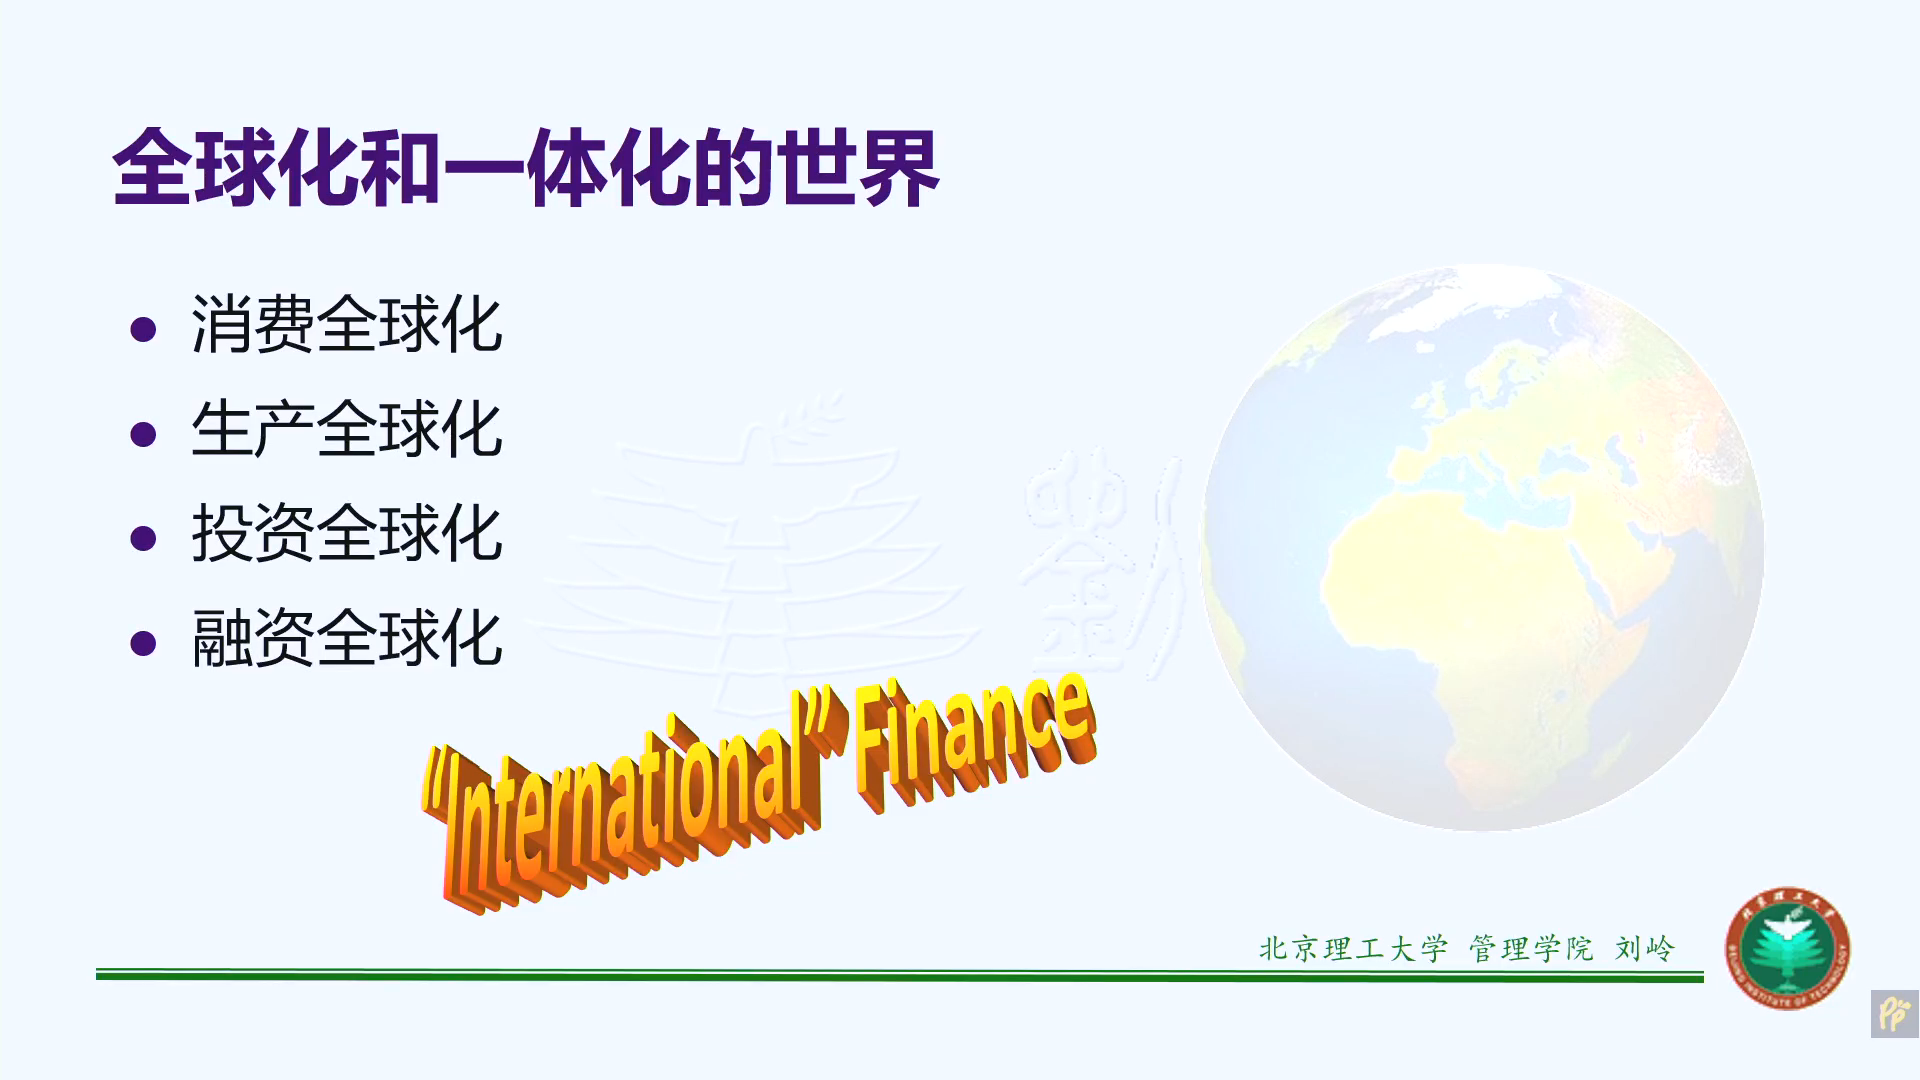 全球化和一体化的世界
消费全球化
生产全球化
投资全球化
融资全球化
劉
“International” Finance
北京理工大学 管理学院 刘岭
北京理工大学
BEIJING INSTITUTE OF TECHNOLOGY
Pp